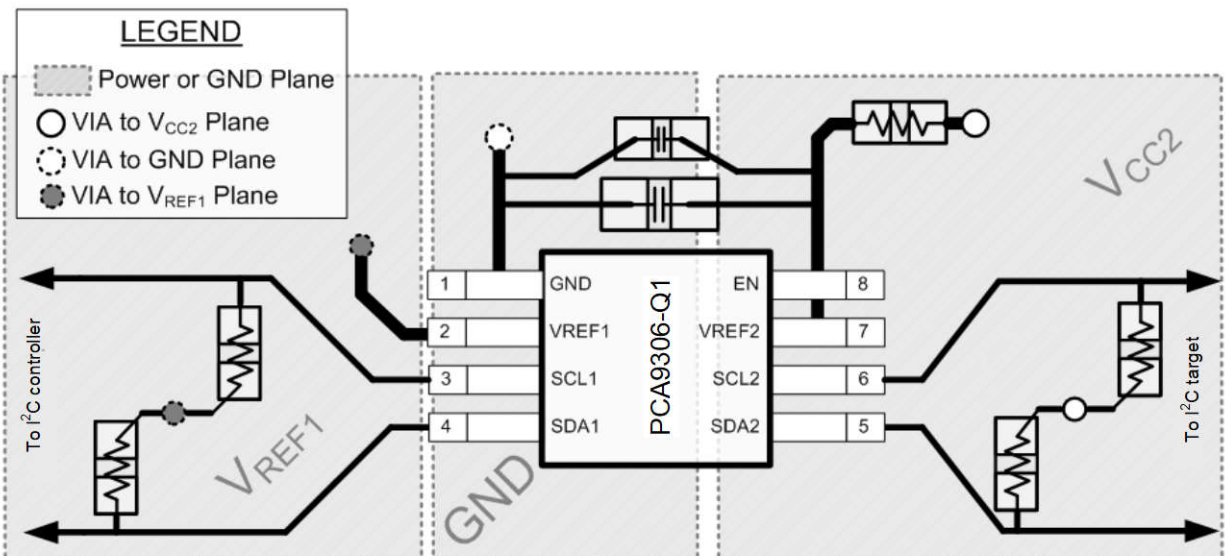 LEGEND
Power or GND Plane
VIA to VCC2 Plane
VIA to GND Plane
VIA to VREF1 Plane
VCC2
1 GND EN 8
2 VREF1 VREF2 7
3 SCL1 SCL2 6
4 SDA1 SDA2 5
PCA9306-Q1
To I²C controller
VREF1
GND
To I²C target